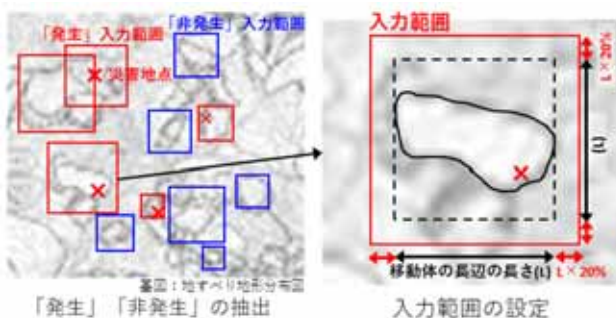 「発生」入力範囲
「非発生」入力範囲
災害地点
基図：地すべり地形分布図
「発生」「非発生」の抽出
入力範囲
L×20%
(L)
移動体の長辺の長さ(L)
L×20%
入力範囲の設定